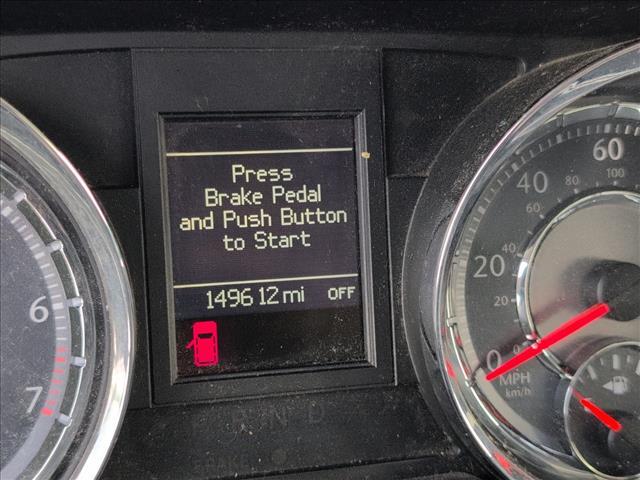 Press
Brake Pedal
and Push Button
to Start
149612 mi OFF
6
7
60
100
40
80
40
20
20
0
0
MPH
km/h
N D